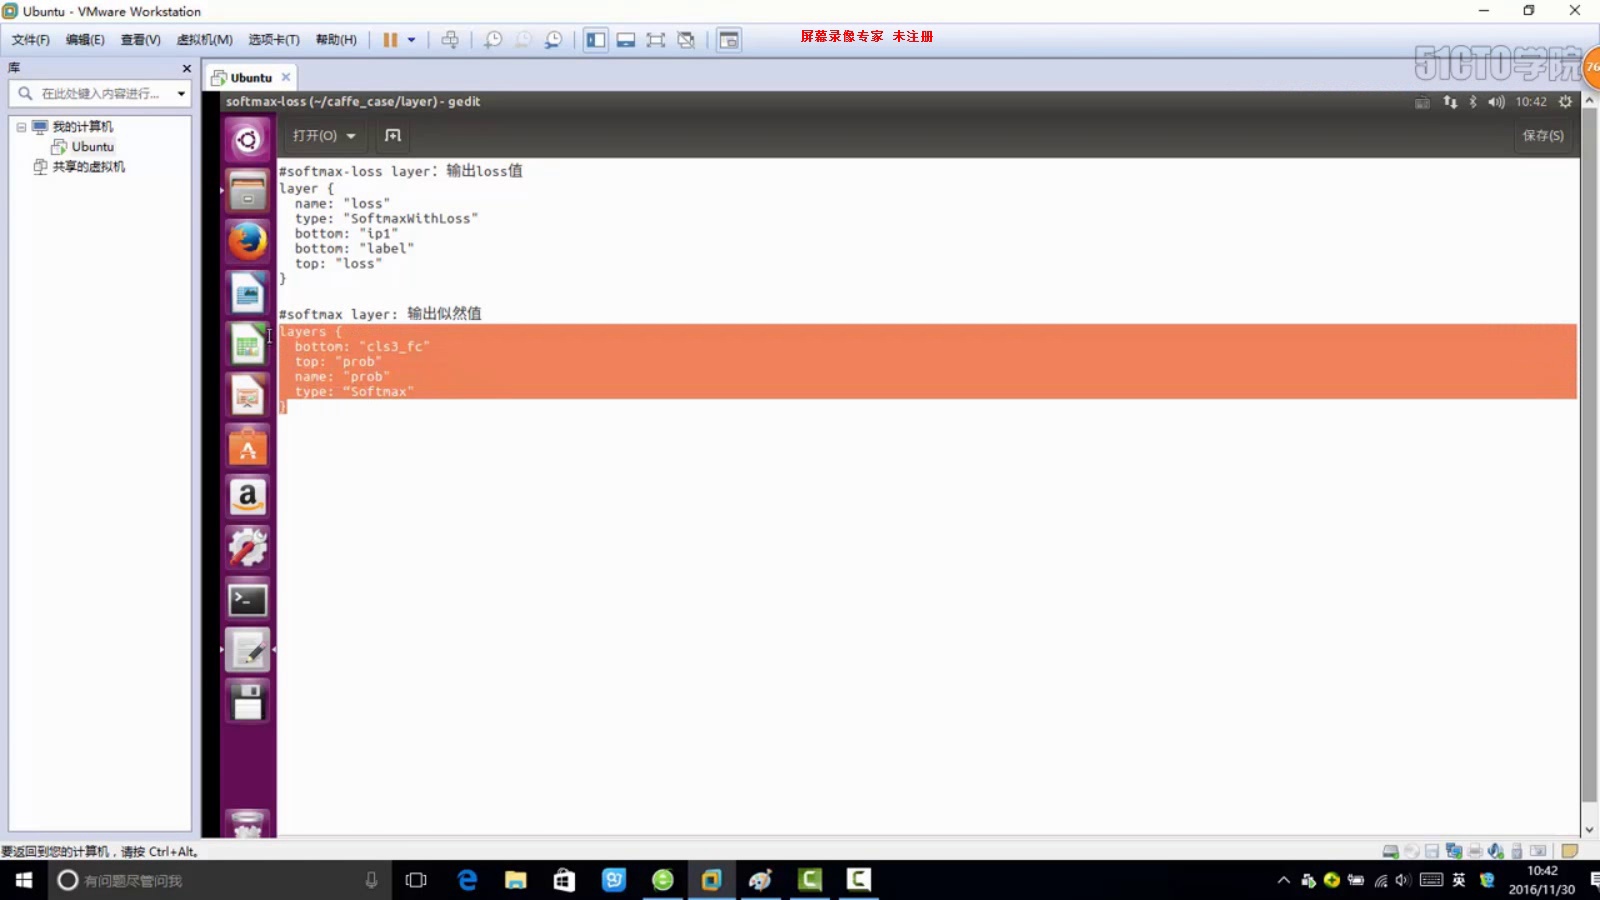 Ubuntu - VMware Workstation
文件(F) 编辑(E) 查看(V) 虚拟机(M) 选项卡(T) 帮助(H)
屏幕录像专家 未注册
51CTO学院
76
库
Ubuntu
在此处键入内容进行...
我的计算机
Ubuntu
共享的虚拟机
softmax-loss (~/caffe_case/layer) - gedit
10:42
打开(O)
保存(S)
#softmax-loss layer: 输出loss值
layer {
name: "loss"
type: "SoftmaxWithLoss"
bottom: "ip1"
bottom: "label"
top: "loss"
}
#softmax layer: 输出似然值
layers {
bottom: "cls3_fc"
top: "prob"
name: "prob"
type: “Softmax"
}
要返回到您的计算机，请按 Ctrl+Alt。
有问题尽管问我
英
10:42
2016/11/30